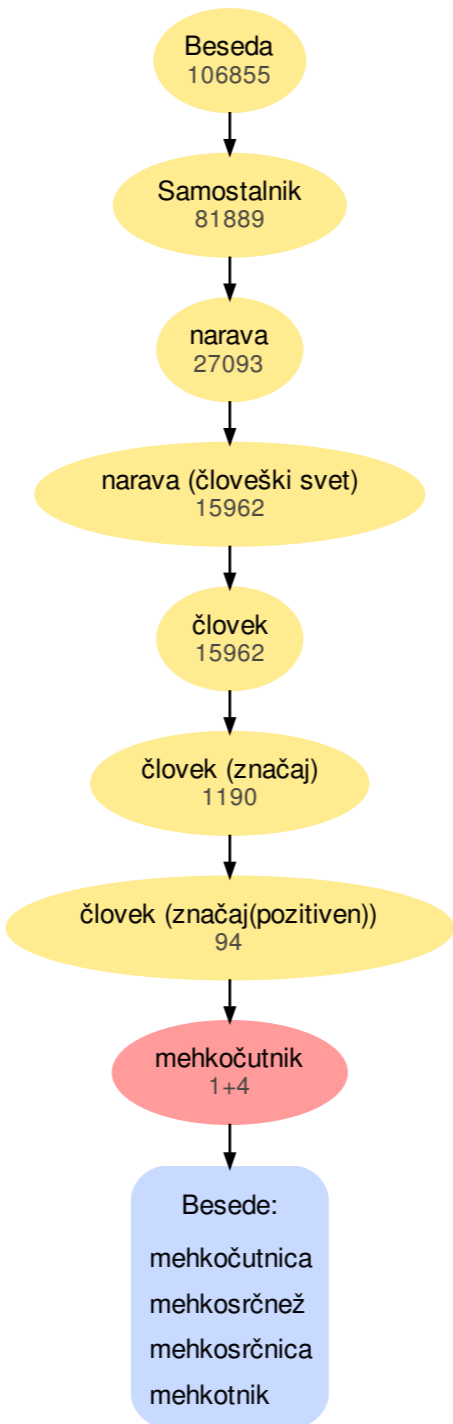 Beseda
106855
Samostalnik
81889
narava
27093
narava (človeški svet)
15962
človek
15962
človek (značaj)
1190
človek (značaj(pozitiven))
94
mehkočutnik
1+4
Besede:
mehkočutnica
mehkosrčnež
mehkosrčnica
mehkotnik